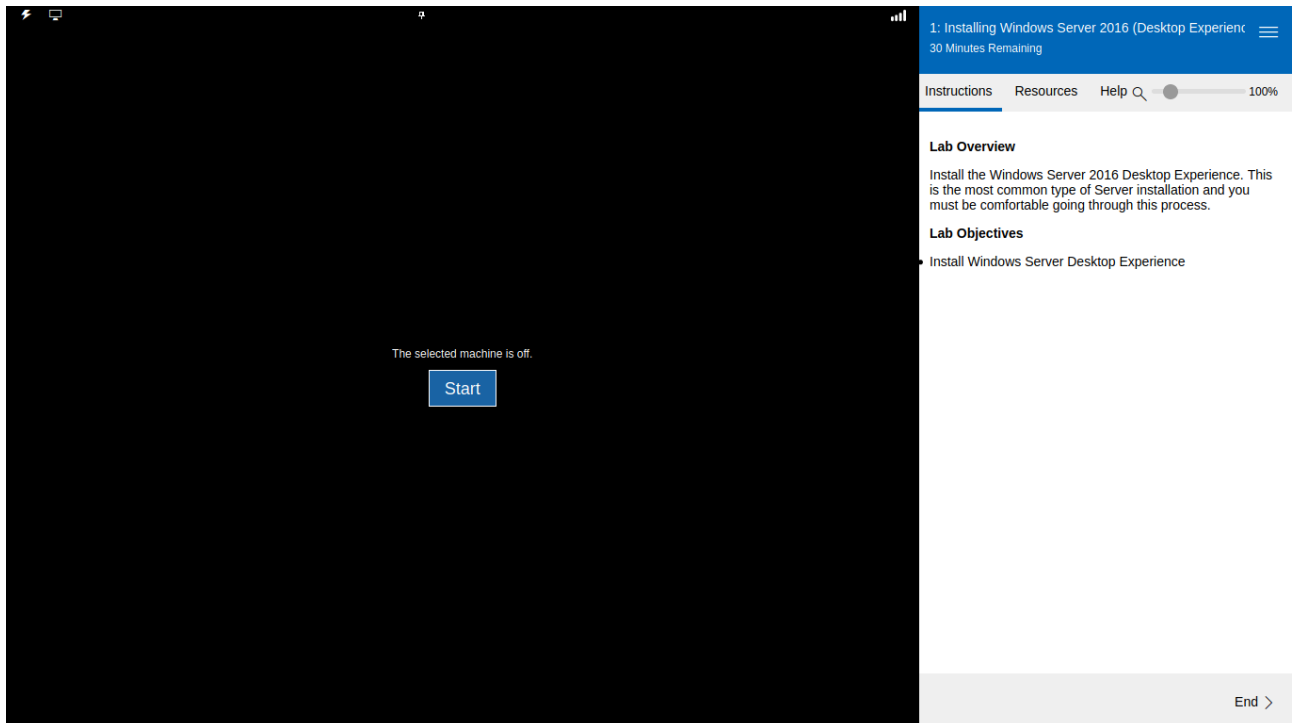 The selected machine is off.
Start
1: Installing Windows Server 2016 (Desktop Experienc
30 Minutes Remaining
Instructions Resources Help 100%
Lab Overview
Install the Windows Server 2016 Desktop Experience. This
is the most common type of Server installation and you
must be comfortable going through this process.
Lab Objectives
• Install Windows Server Desktop Experience
End